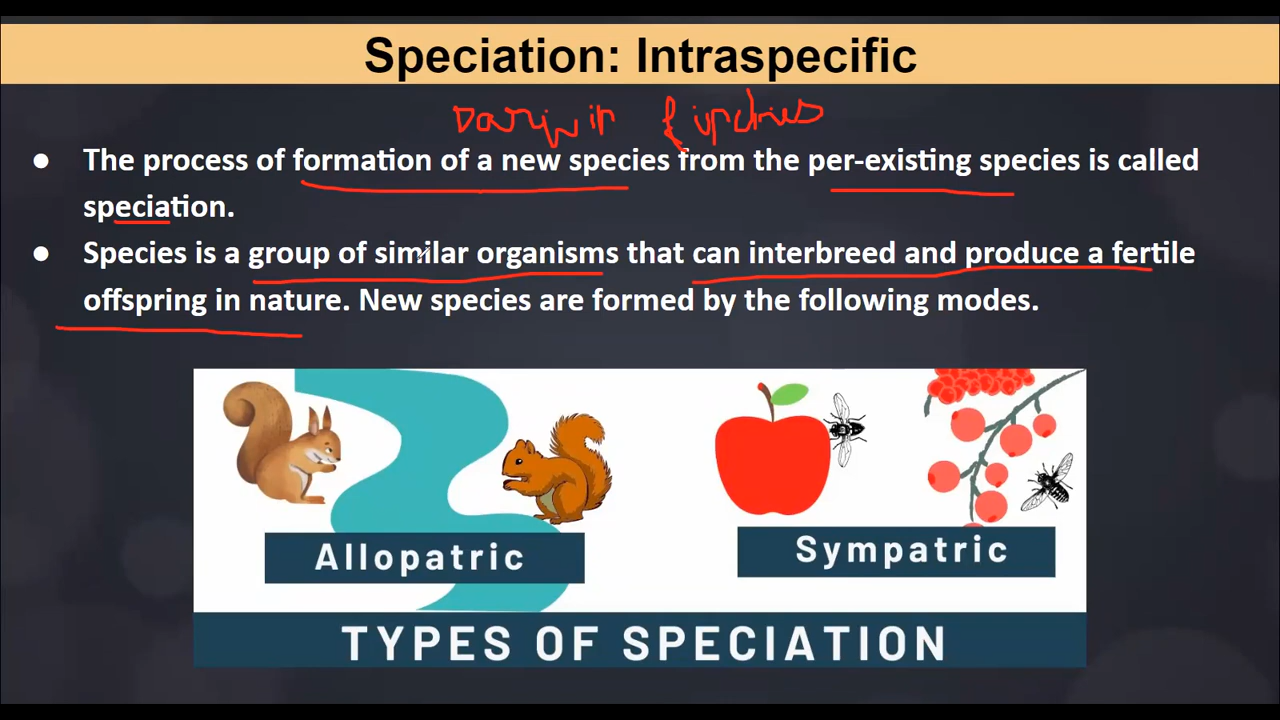 Speciation: Intraspecific
Darwin finches
● The process of formation of a new species from the per-existing species is called
speciation.
● Species is a group of similar organisms that can interbreed and produce a fertile
offspring in nature. New species are formed by the following modes.
Allopatric
Sympatric
TYPES OF SPECIATION